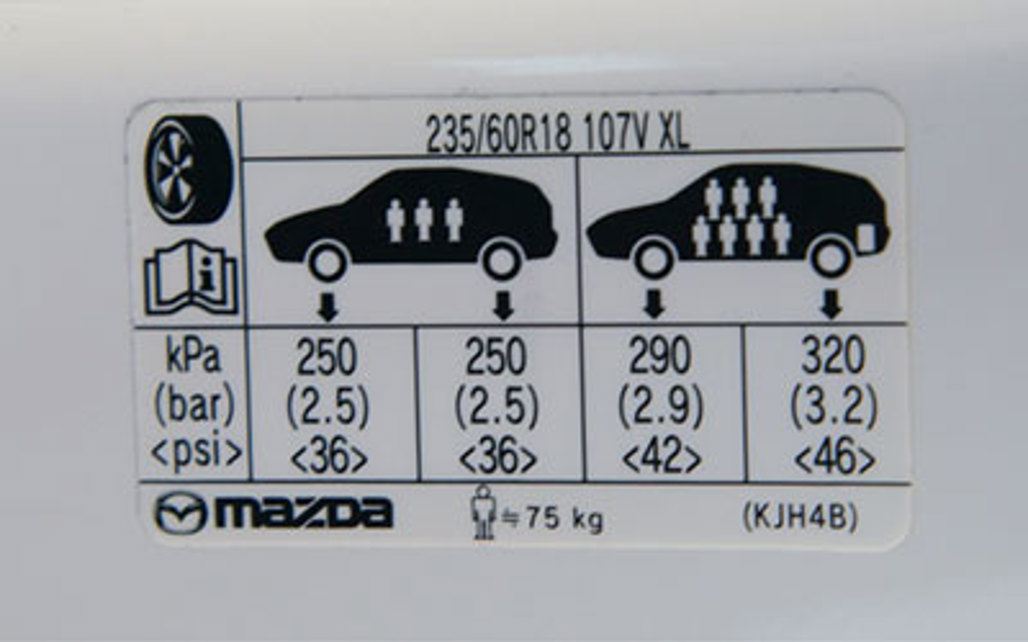 235/60R18 107V XL
kPa 250 250 290 320
(bar) (2.5) (2.5) (2.9) (3.2)
<psi> <36> <36> <42> <46>
mazda ≒75 kg (KJH4B)